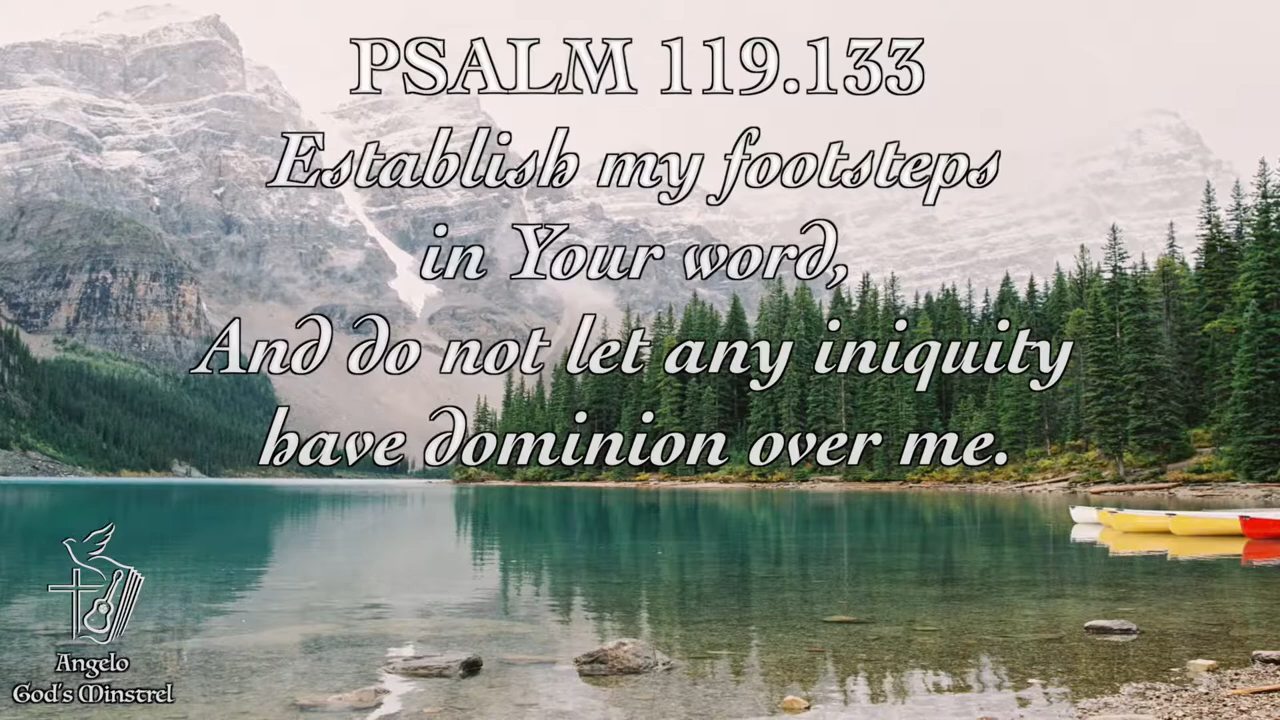 PSALM 119.133
Establish my footsteps
in Your word,
And do not let any iniquity
have dominion over me.
Angelo
God's Minstrel